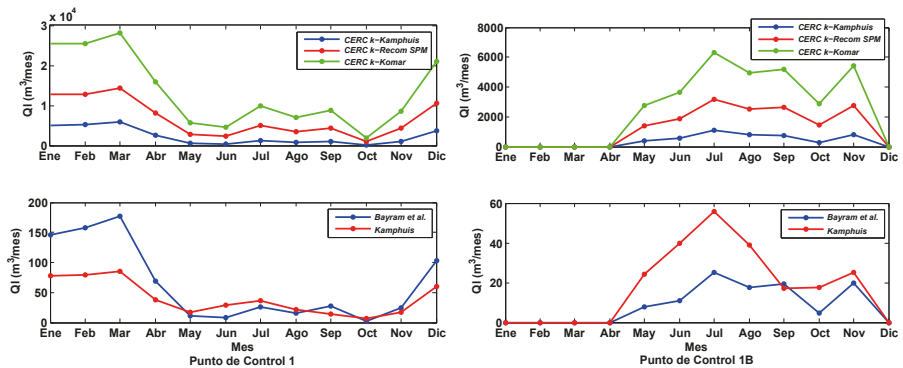 x 10^4
3
2
1
0
Ql (m^3/mes)
CERC k−Kamphuis
CERC k−Recom SPM
CERC k−Komar
Ene Feb Mar Abr May Jun Jul Ago Sep Oct Nov Dic
8000
6000
4000
2000
0
Ql (m^3/mes)
CERC k−Kamphuis
CERC k−Recom SPM
CERC k−Komar
Ene Feb Mar Abr May Jun Jul Ago Sep Oct Nov Dic
200
150
100
50
0
Ql (m^3/mes)
Bayram et al.
Kamphuis
Ene Feb Mar Abr May Jun Jul Ago Sep Oct Nov Dic
Mes
Punto de Control 1
60
40
20
0
Ql (m^3/mes)
Bayram et al.
Kamphuis
Ene Feb Mar Abr May Jun Jul Ago Sep Oct Nov Dic
Mes
Punto de Control 1B